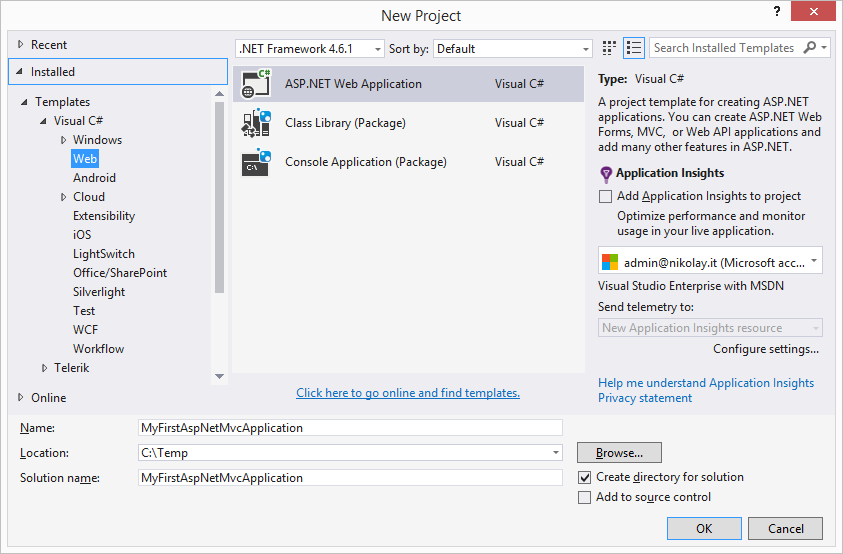 New Project
?
Recent
Installed
Templates
Visual C#
Windows
Web
Android
Cloud
Extensibility
iOS
LightSwitch
Office/SharePoint
Silverlight
Test
WCF
Workflow
Telerik
Online
.NET Framework 4.6.1
Sort by: Default
Search Installed Templates
C# ASP.NET Web Application Visual C#
Class Library (Package) Visual C#
C:\ Console Application (Package) Visual C#
Click here to go online and find templates.
Type: Visual C#
A project template for creating ASP.NET
applications. You can create ASP.NET Web
Forms, MVC, or Web API applications and
add many other features in ASP.NET.
Application Insights
Add Application Insights to project
Optimize performance and monitor
usage in your live application.
admin@nikolay.it (Microsoft acc...
Visual Studio Enterprise with MSDN
Send telemetry to:
New Application Insights resource
Configure settings...
Help me understand Application Insights
Privacy statement
Name: MyFirstAspNetMvcApplication
Location: C:\Temp
Browse...
Solution name: MyFirstAspNetMvcApplication
Create directory for solution
Add to source control
OK
Cancel